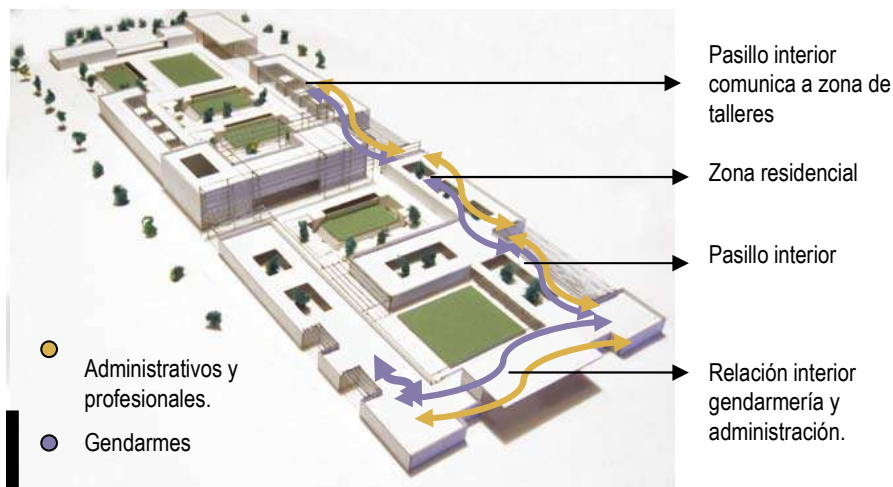 Pasillo interior
comunica a zona de
talleres
Zona residencial
Pasillo interior
Relación interior
gendarmería y
administración.
Administrativos y
profesionales.
Gendarmes